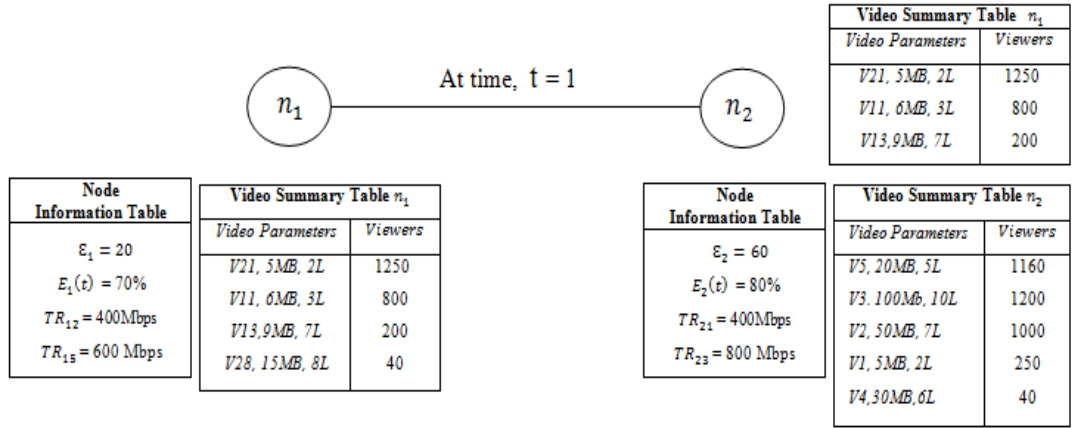 At time, t = 1
n₁
n₂
Video Summary Table n₁
Video Parameters Viewers
V21, 5MB, 2L 1250
V11, 6MB, 3L 800
V13,9MB, 7L 200
Node
Information Table
Ɛ₁ = 20
E₁(t) = 70%
TR₁₂ = 400Mbps
TR₁₅ = 600 Mbps
Video Summary Table n₁
Video Parameters Viewers
V21, 5MB, 2L 1250
V11, 6MB, 3L 800
V13,9MB, 7L 200
V28, 15MB, 8L 40
Node
Information Table
Ɛ₂ = 60
E₂(t) = 80%
TR₂₁ = 400Mbps
TR₂₃ = 800 Mbps
Video Summary Table n₂
Video Parameters Viewers
V5, 20MB, 5L 1160
V3. 100Mb, 10L 1200
V2, 50MB, 7L 1000
V1, 5MB, 2L 250
V4,30MB,6L 40